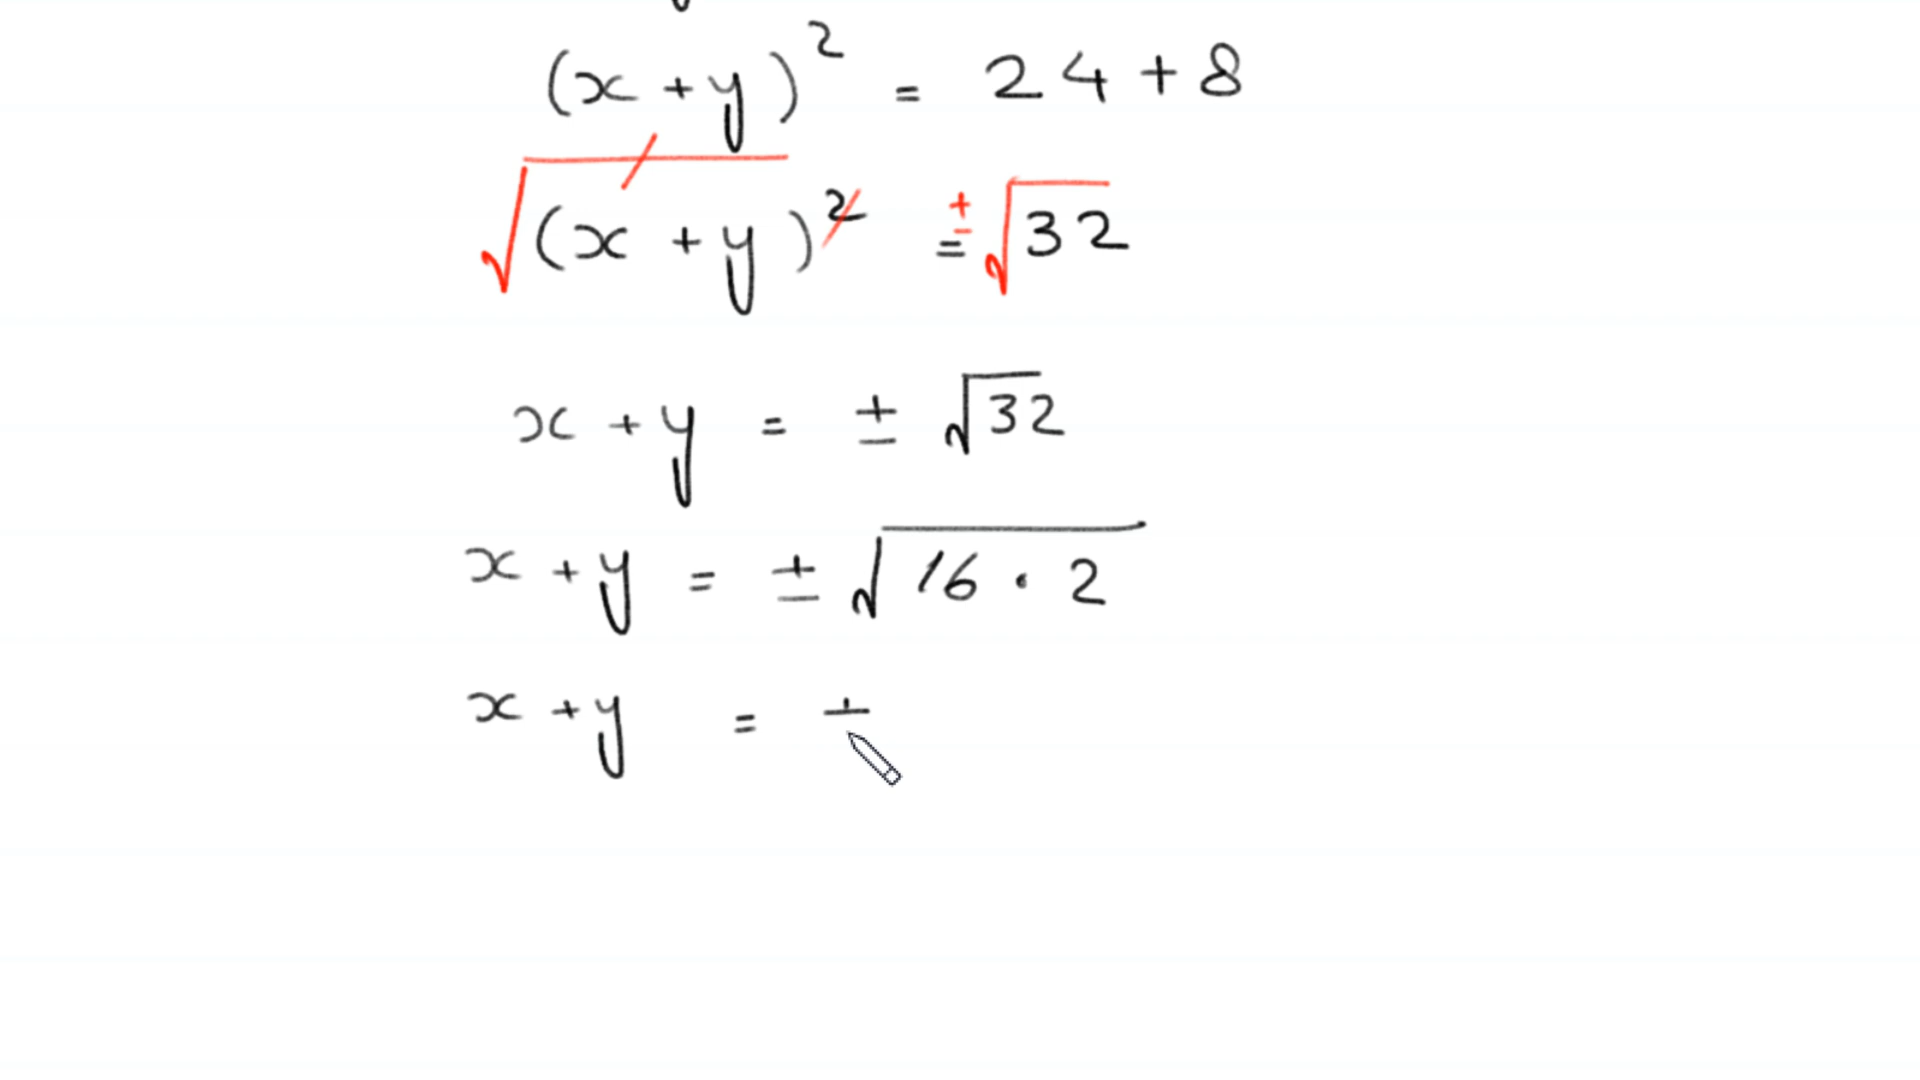 (x + y)² = 24 + 8
√(x + y)² = ±√32
x + y = ± √32
x + y = ± √16 · 2
x + y = +